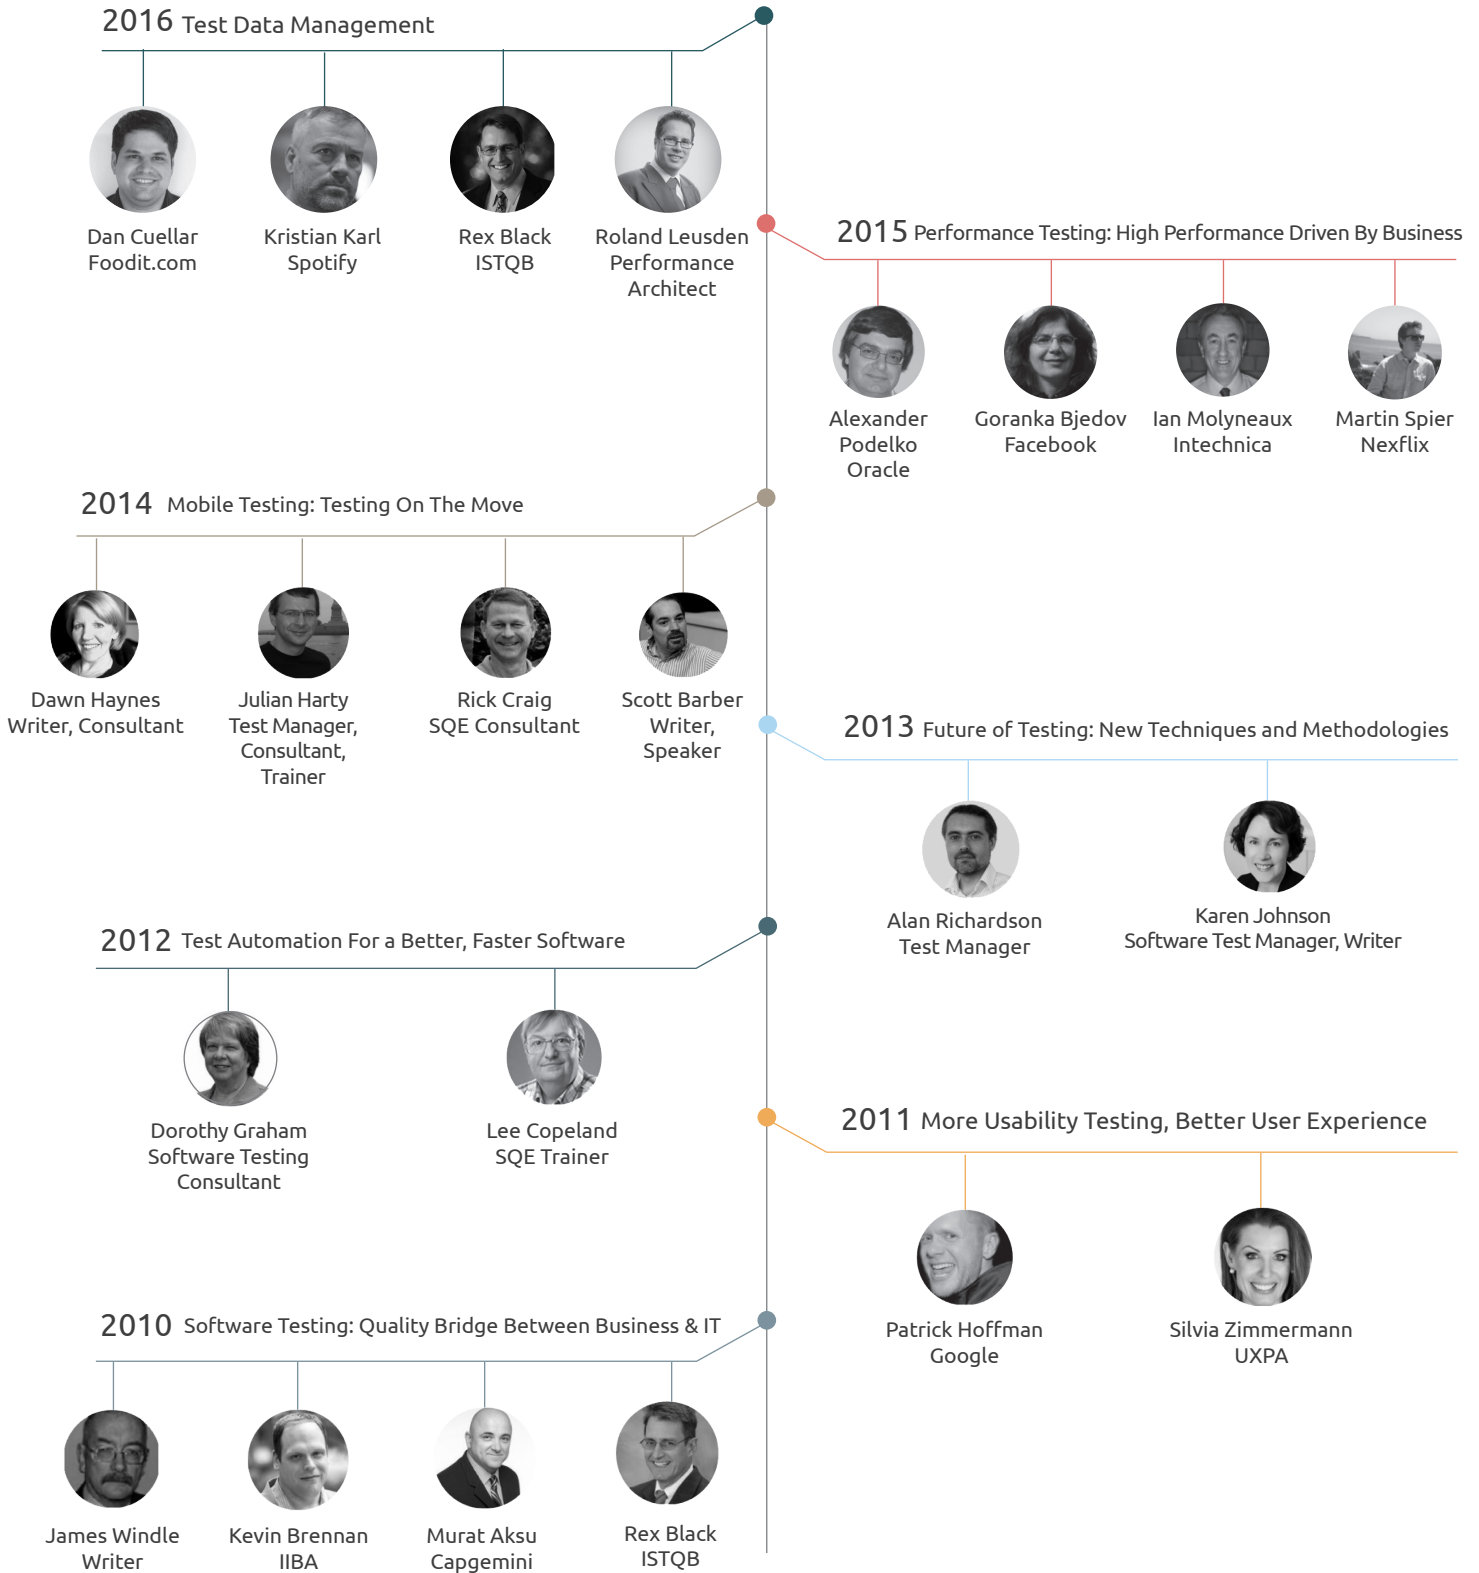 2016 Test Data Management
Dan Cuellar
Foodit.com
Kristian Karl
Spotify
Rex Black
ISTQB
Roland Leusden
Performance
Architect
2015 Performance Testing: High Performance Driven By Business
Alexander
Podelko
Oracle
Goranka Bjedov
Facebook
Ian Molyneaux
Intechnica
Martin Spier
Nexflix
2014 Mobile Testing: Testing On The Move
Dawn Haynes
Writer, Consultant
Julian Harty
Test Manager,
Consultant,
Trainer
Rick Craig
SQE Consultant
Scott Barber
Writer,
Speaker
2013 Future of Testing: New Techniques and Methodologies
Alan Richardson
Test Manager
Karen Johnson
Software Test Manager, Writer
2012 Test Automation For a Better, Faster Software
Dorothy Graham
Software Testing
Consultant
Lee Copeland
SQE Trainer
2011 More Usability Testing, Better User Experience
Patrick Hoffman
Google
Silvia Zimmermann
UXPA
2010 Software Testing: Quality Bridge Between Business & IT
James Windle
Writer
Kevin Brennan
IIBA
Murat Aksu
Capgemini
Rex Black
ISTQB